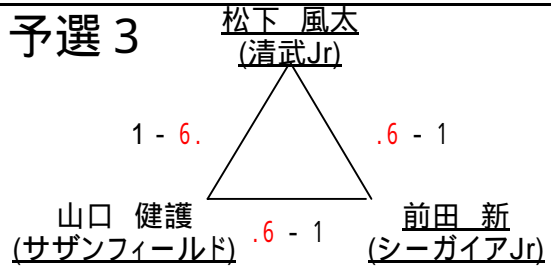 予選３
松下 風太
(清武Jr)
1 - 6.
.6 - 1
山口 健護
(サザンフィールド)
.6 - 1
前田 新
(シーガイアJr)